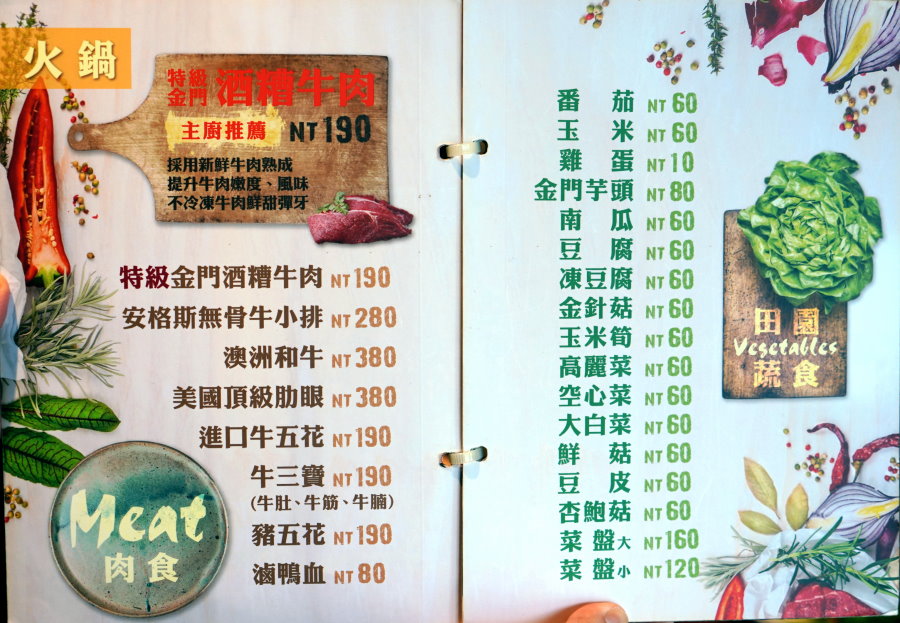 火鍋
特級
金門
酒糟牛肉
主廚推薦 NT190
採用新鮮牛肉熟成
提升牛肉嫩度、風味
不冷凍牛肉鮮甜彈牙
特級金門酒糟牛肉 NT190
安格斯無骨牛小排 NT280
澳洲和牛 NT380
美國頂級肋眼 NT380
進口牛五花 NT190
牛三寶 NT190
(牛肚、牛筋、牛腩)
豬五花 NT190
滷鴨血 NT80
Meat
肉食
番茄 NT60
玉米 NT60
雞蛋 NT10
金門芋頭 NT80
南瓜 NT60
豆腐 NT60
凍豆腐 NT60
金針菇 NT60
玉米筍 NT60
高麗菜 NT60
空心菜 NT60
大白菜 NT60
鮮菇 NT60
豆皮 NT60
杏鮑菇 NT60
菜盤大 NT160
菜盤小 NT120
田園
Vegetables
蔬食